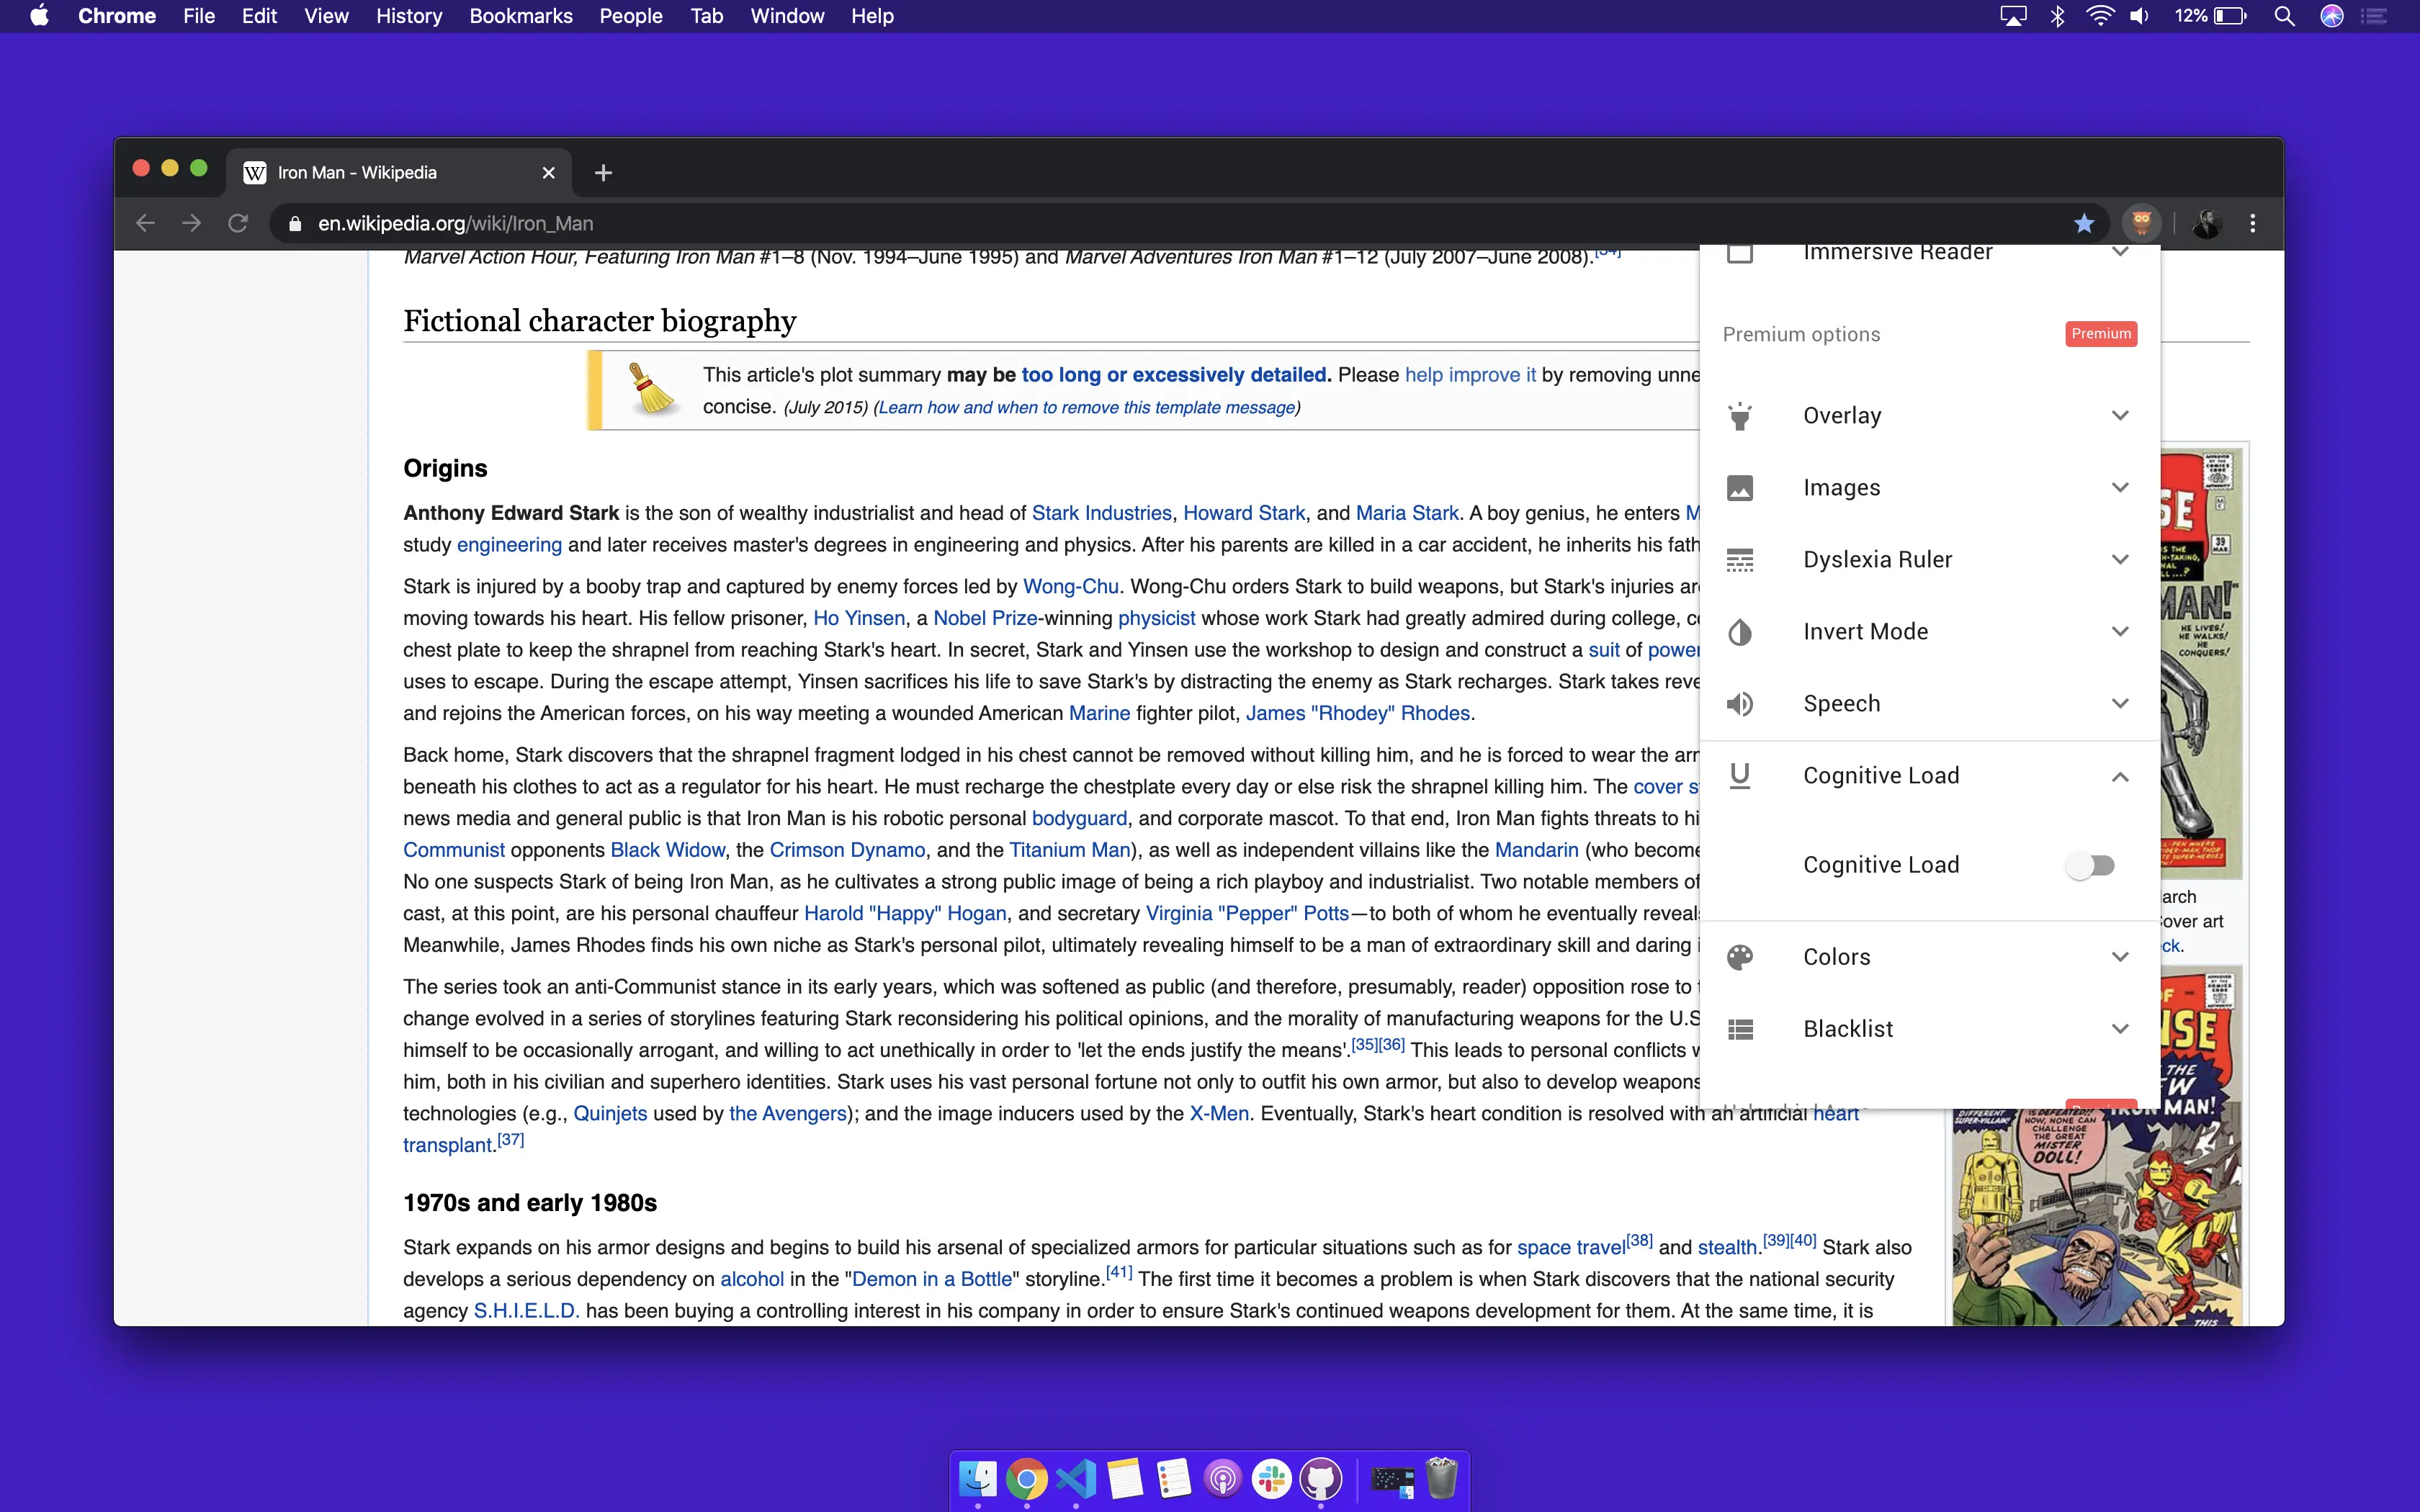 Chrome File Edit View History Bookmarks People Tab Window Help
12%
Iron Man - Wikipedia
en.wikipedia.org/wiki/Iron_Man
Marvel Action Hour, Featuring Iron Man #1–8 (Nov. 1994–June 1995) and Marvel Adventures Iron Man #1–12 (July 2007–June 2008).[34]
Fictional character biography
This article's plot summary may be too long or excessively detailed. Please help improve it by removing
concise. (July 2015) (Learn how and when to remove this template message)
Origins
Anthony Edward Stark is the son of wealthy industrialist and head of Stark Industries, Howard Stark, and Maria Stark. A boy genius, he enters M
study engineering and later receives master's degrees in engineering and physics. After his parents are killed in a car accident, he inherits his
Stark is injured by a booby trap and captured by enemy forces led by Wong-Chu. Wong-Chu orders Stark to build weapons, but Stark's injuries
moving towards his heart. His fellow prisoner, Ho Yinsen, a Nobel Prize-winning physicist whose work Stark had greatly admired during college,
chest plate to keep the shrapnel from reaching Stark's heart. In secret, Stark and Yinsen use the workshop to design and construct a suit of power
uses to escape. During the escape attempt, Yinsen sacrifices his life to save Stark's by distracting the enemy as Stark recharges. Stark takes
and rejoins the American forces, on his way meeting a wounded American Marine fighter pilot, James "Rhodey" Rhodes.
Back home, Stark discovers that the shrapnel fragment lodged in his chest cannot be removed without killing him, and he is forced to wear the
beneath his clothes to act as a regulator for his heart. He must recharge the chestplate every day or else risk the shrapnel killing him. The cover
news media and general public is that Iron Man is his robotic personal bodyguard, and corporate mascot. To that end, Iron Man fights threats to
Communist opponents Black Widow, the Crimson Dynamo, and the Titanium Man), as well as independent villains like the Mandarin (who become
No one suspects Stark of being Iron Man, as he cultivates a strong public image of being a rich playboy and industrialist. Two notable members of
cast, at this point, are his personal chauffeur Harold "Happy" Hogan, and secretary Virginia "Pepper" Potts—to both of whom he eventually reveal
Meanwhile, James Rhodes finds his own niche as Stark's personal pilot, ultimately revealing himself to be a man of extraordinary skill and daring
The series took an anti-Communist stance in its early years, which was softened as public (and therefore, presumably, reader) opposition rose to
change evolved in a series of storylines featuring Stark reconsidering his political opinions, and the morality of manufacturing weapons for the U.S
himself to be occasionally arrogant, and willing to act unethically in order to 'let the ends justify the means'.[35][36] This leads to personal conflicts
him, both in his civilian and superhero identities. Stark uses his vast personal fortune not only to outfit his own armor, but also to develop weapons
technologies (e.g., Quinjets used by the Avengers); and the image inducers used by the X-Men. Eventually, Stark's heart condition is resolved with an artificial heart
transplant.[37]
1970s and early 1980s
Stark expands on his armor designs and begins to build his arsenal of specialized armors for particular situations such as for space travel[38] and stealth.[39][40] Stark also
develops a serious dependency on alcohol in the "Demon in a Bottle" storyline.[41] The first time it becomes a problem is when Stark discovers that the national security
agency S.H.I.E.L.D. has been buying a controlling interest in his company in order to ensure Stark's continued weapons development for them. At the same time, it is
Immersive Reader
Premium options Premium
Overlay
Images
Dyslexia Ruler
Invert Mode
Speech
Cognitive Load
Cognitive Load
Colors
Blacklist
39
MAR
MAN!
HE LIVES!
HE WALKS!
HE
CONQUERS!
arch
Cover art
ck.
THE
MAN!
DIFFERENT
SUPER-VILLAIN!
IS DEFEATED!!
NOW, NONE CAN
CHALLENGE
THE GREAT
MISTER
DOLL!
THIS